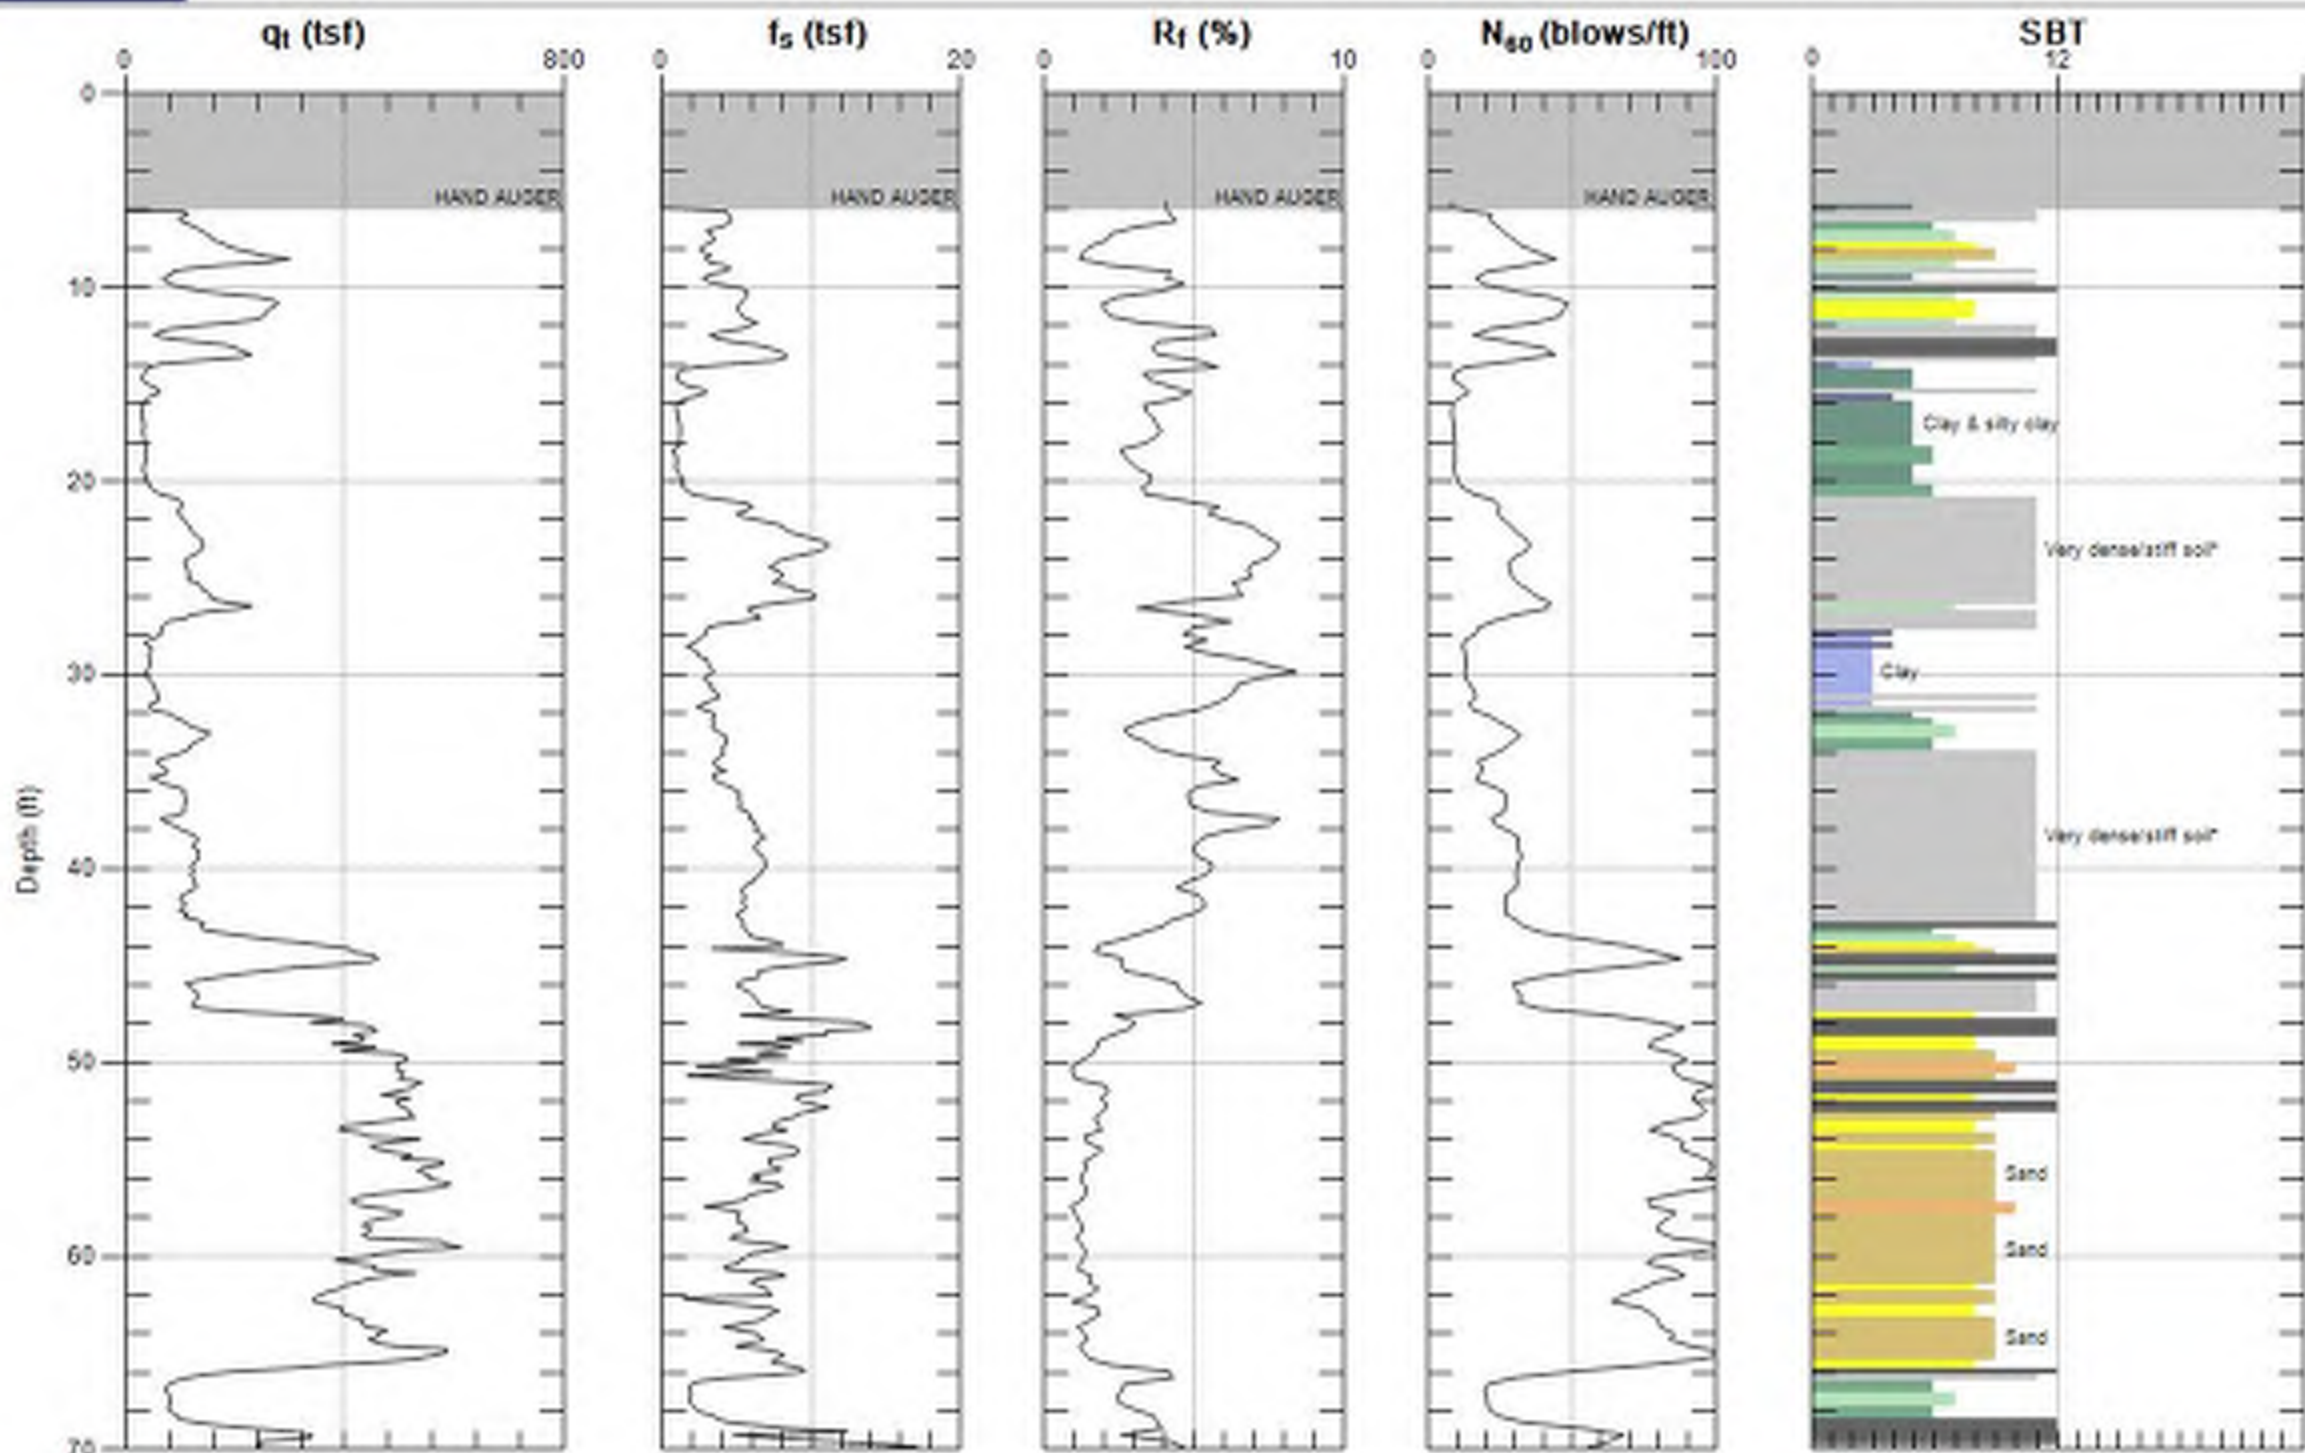 qt (tsf) fs (tsf) Rf (%) N60 (blows/ft) SBT
0 800 0 20 0 10 0 100 0 12
0
HAND AUGER HAND AUGER HAND AUGER HAND AUGER
10
Clay & silty clay
20
Very dense/stiff soil*
30
Clay
Very dense/stiff soil*
Depth (ft)
40
50
Sand
60
Sand
Sand
70